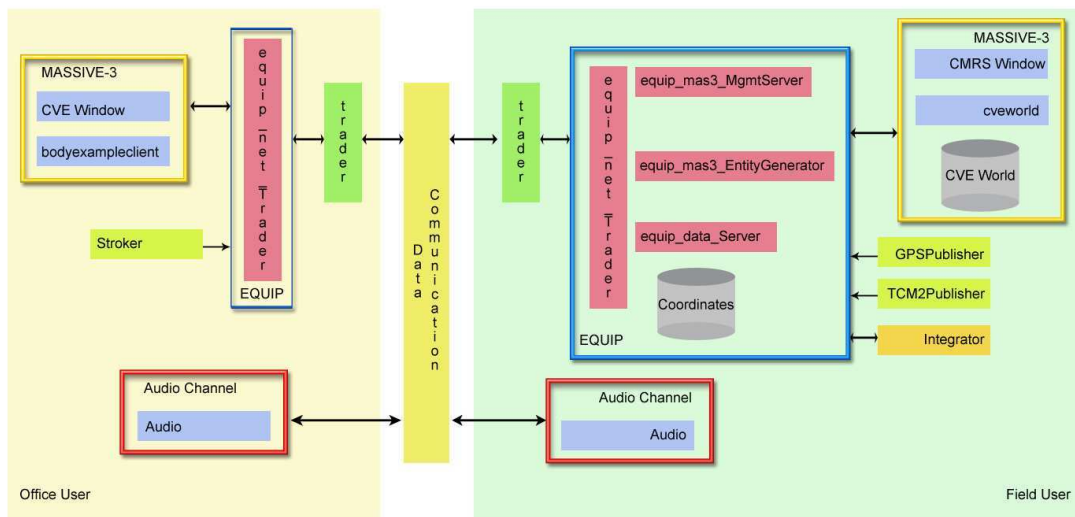 MASSIVE-3
CVE Window
bodyexampleclient
Stroker
equip_net_Trader
EQUIP
trader
Data Communication
trader
equip_net_Trader
equip_mas3_MgmtServer
equip_mas3_EntityGenerator
equip_data_Server
Coordinates
EQUIP
MASSIVE-3
CMRS Window
cveworld
CVE World
GPSPublisher
TCM2Publisher
Integrator
Audio Channel
Audio
Audio Channel
Audio
Office User
Field User